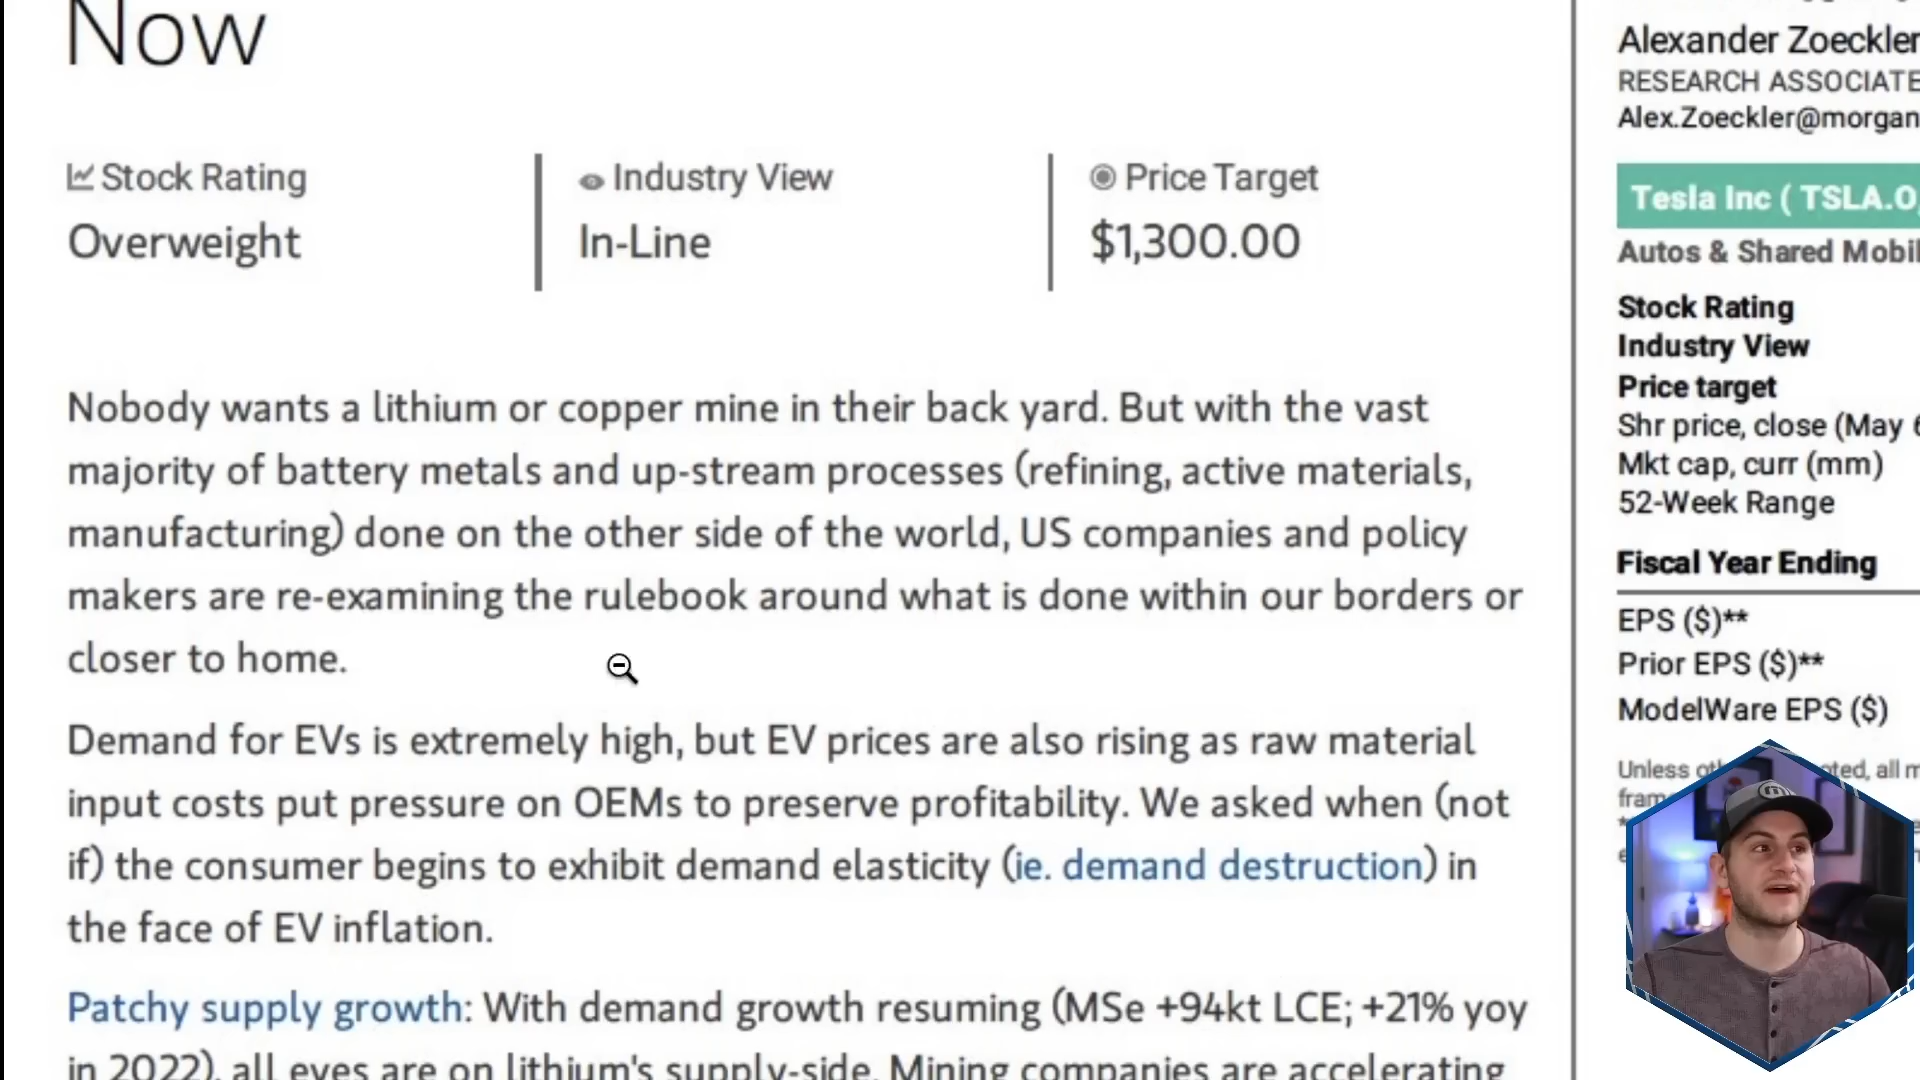 Now
Stock Rating
Overweight
Industry View
In-Line
Price Target
$1,300.00
Nobody wants a lithium or copper mine in their back yard. But with the vast
majority of battery metals and up-stream processes (refining, active materials,
manufacturing) done on the other side of the world, US companies and policy
makers are re-examining the rulebook around what is done within our borders or
closer to home.
Demand for EVs is extremely high, but EV prices are also rising as raw material
input costs put pressure on OEMs to preserve profitability. We asked when (not
if) the consumer begins to exhibit demand elasticity (ie. demand destruction) in
the face of EV inflation.
Patchy supply growth: With demand growth resuming (MSe +94kt LCE; +21% yoy
in 2022), all eyes are on lithium's supply-side. Mining companies are accelerating
Alexander Zoeckler
RESEARCH ASSOCIATE
Alex.Zoeckler@morgan
Tesla Inc ( TSLA.O,
Autos & Shared Mobil
Stock Rating
Industry View
Price target
Shr price, close (May 6
Mkt cap, curr (mm)
52-Week Range
Fiscal Year Ending
EPS ($)**
Prior EPS ($)**
ModelWare EPS ($)
Unless ot ted, all m
fram